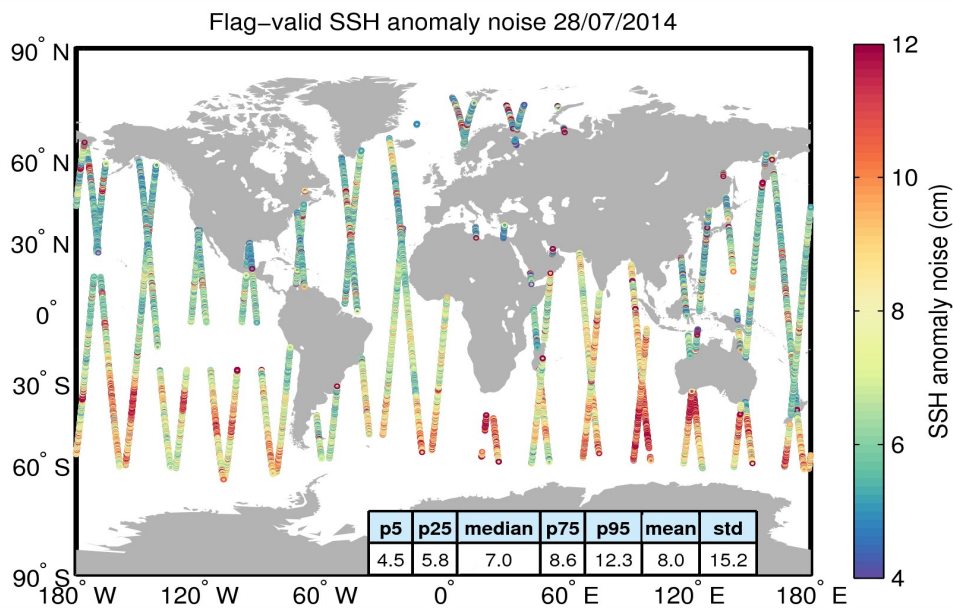 Flag−valid SSH anomaly noise 28/07/2014
90° N
60° N
30° N
0°
30° S
60° S
90° S
180° W
120° W
60° W
0°
60° E
120° E
180° E
p5 p25 median p75 p95 mean std
4.5 5.8 7.0 8.6 12.3 8.0 15.2
12
10
8
6
4
SSH anomaly noise (cm)